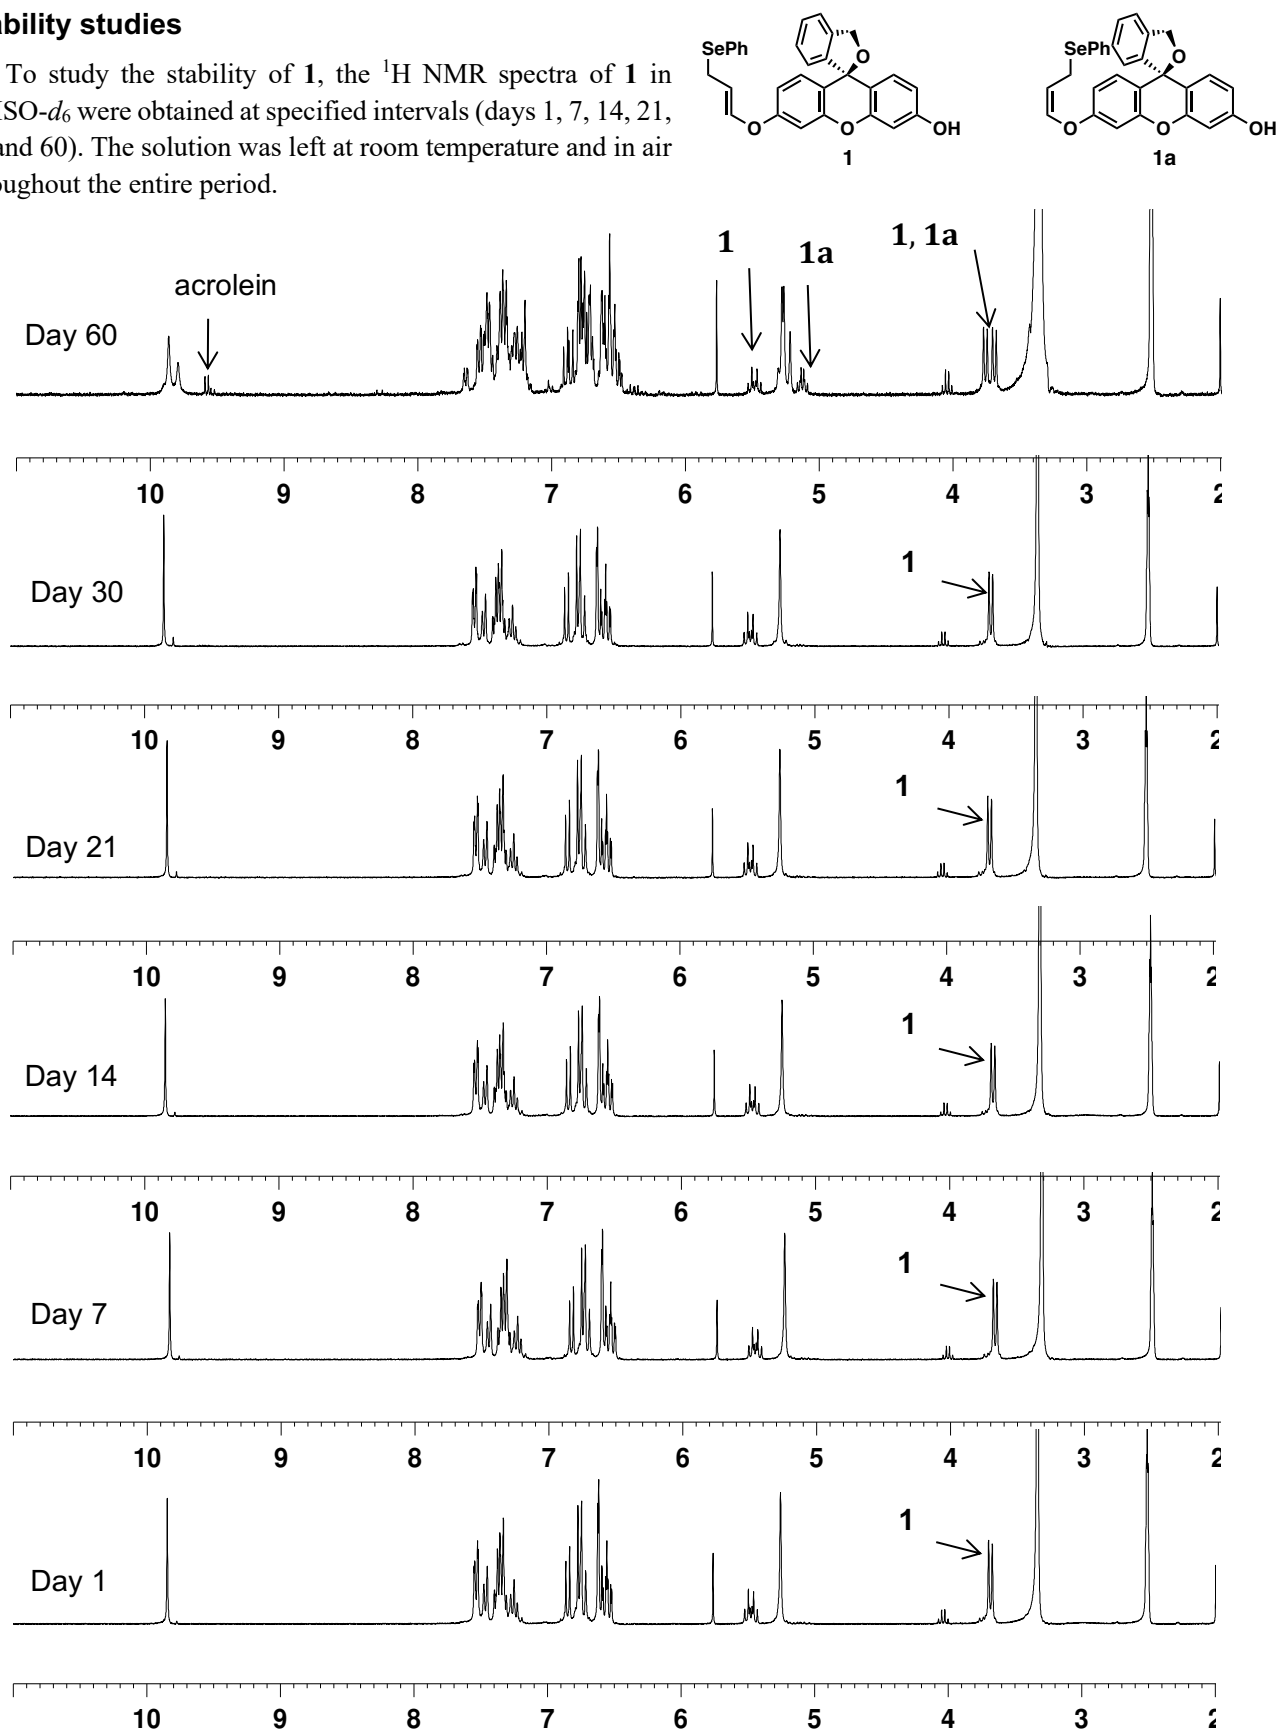 ability studies
To study the stability of 1, the ¹H NMR spectra of 1 in
ISO-d₆ were obtained at specified intervals (days 1, 7, 14, 21,
and 60). The solution was left at room temperature and in air
oughout the entire period.
SePh
O
O
O
OH
1
SePh
O
O
O
OH
1a
Day 60
acrolein
1
1a
1, 1a
10 9 8 7 6 5 4 3 2
Day 30
1
10 9 8 7 6 5 4 3 2
Day 21
1
10 9 8 7 6 5 4 3 2
Day 14
1
10 9 8 7 6 5 4 3 2
Day 7
1
10 9 8 7 6 5 4 3 2
Day 1
1
10 9 8 7 6 5 4 3 2